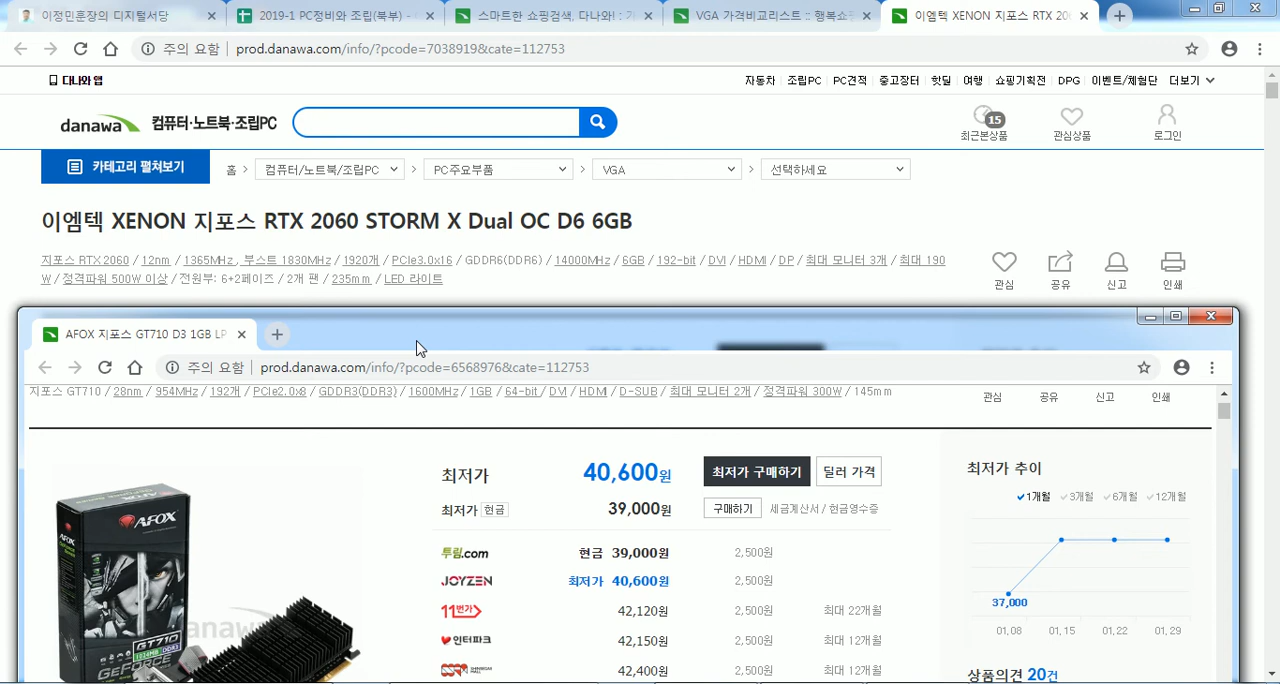 이정민훈장의 디지털서당
2019-1 PC정비와 조립(북부) -
스마트한 쇼핑검색, 다나와! :
VGA 가격비교리스트 :: 행복쇼핑
이엠텍 XENON 지포스 RTX 20
주의 요함 prod.danawa.com/info/?pcode=7038919&cate=112753
다나와 앱
자동차 조립PC PC견적 중고장터 핫딜 여행 쇼핑기획전 DPG 이벤트/체험단 더보기
danawa 컴퓨터·노트북·조립PC
15
최근본상품 관심상품 로그인
카테고리 펼쳐보기 홈 > 컴퓨터/노트북/조립PC > PC주요부품 > VGA > 선택하세요
이엠텍 XENON 지포스 RTX 2060 STORM X Dual OC D6 6GB
지포스 RTX 2060 / 12nm / 1365MHz , 부스트 1830MHz / 1920개 / PCIe3.0x16 / GDDR6(DDR6) / 14000MHz / 6GB / 192-bit / DVI / HDMI / DP / 최대 모니터 3개 / 최대 190
W / 정격파워 500W 이상 / 전원부: 6+2페이즈 / 2개 팬 / 235mm / LED 라이트
관심 공유 신고 인쇄
AFOX 지포스 GT710 D3 1GB LP
주의 요함 prod.danawa.com/info/?pcode=6568976&cate=112753
지포스 GT710 / 28nm / 954MHz / 192개 / PCIe2.0x8 / GDDR3(DDR3) / 1600MHz / 1GB / 64-bit / DVI / HDMI / D-SUB / 최대 모니터 2개 / 정격파워 300W / 145mm
관심 공유 신고 인쇄
최저가 40,600원 최저가 구매하기 딜러 가격
최저가 현금 39,000원 구매하기 세금계산서 / 현금영수증
투림.com 현금 39,000원 2,500원
JOYZEN 최저가 40,600원 2,500원
11번가 42,120원 2,500원 최대 22개월
인터파크 42,150원 2,500원 최대 12개월
42,400원 2,500원 최대 12개월
최저가 추이
1개월 3개월 6개월 12개월
37,000
01, 08 01, 15 01, 22 01, 29
상품의견 20건
AFOX
GT710
GEFORCE
danawa